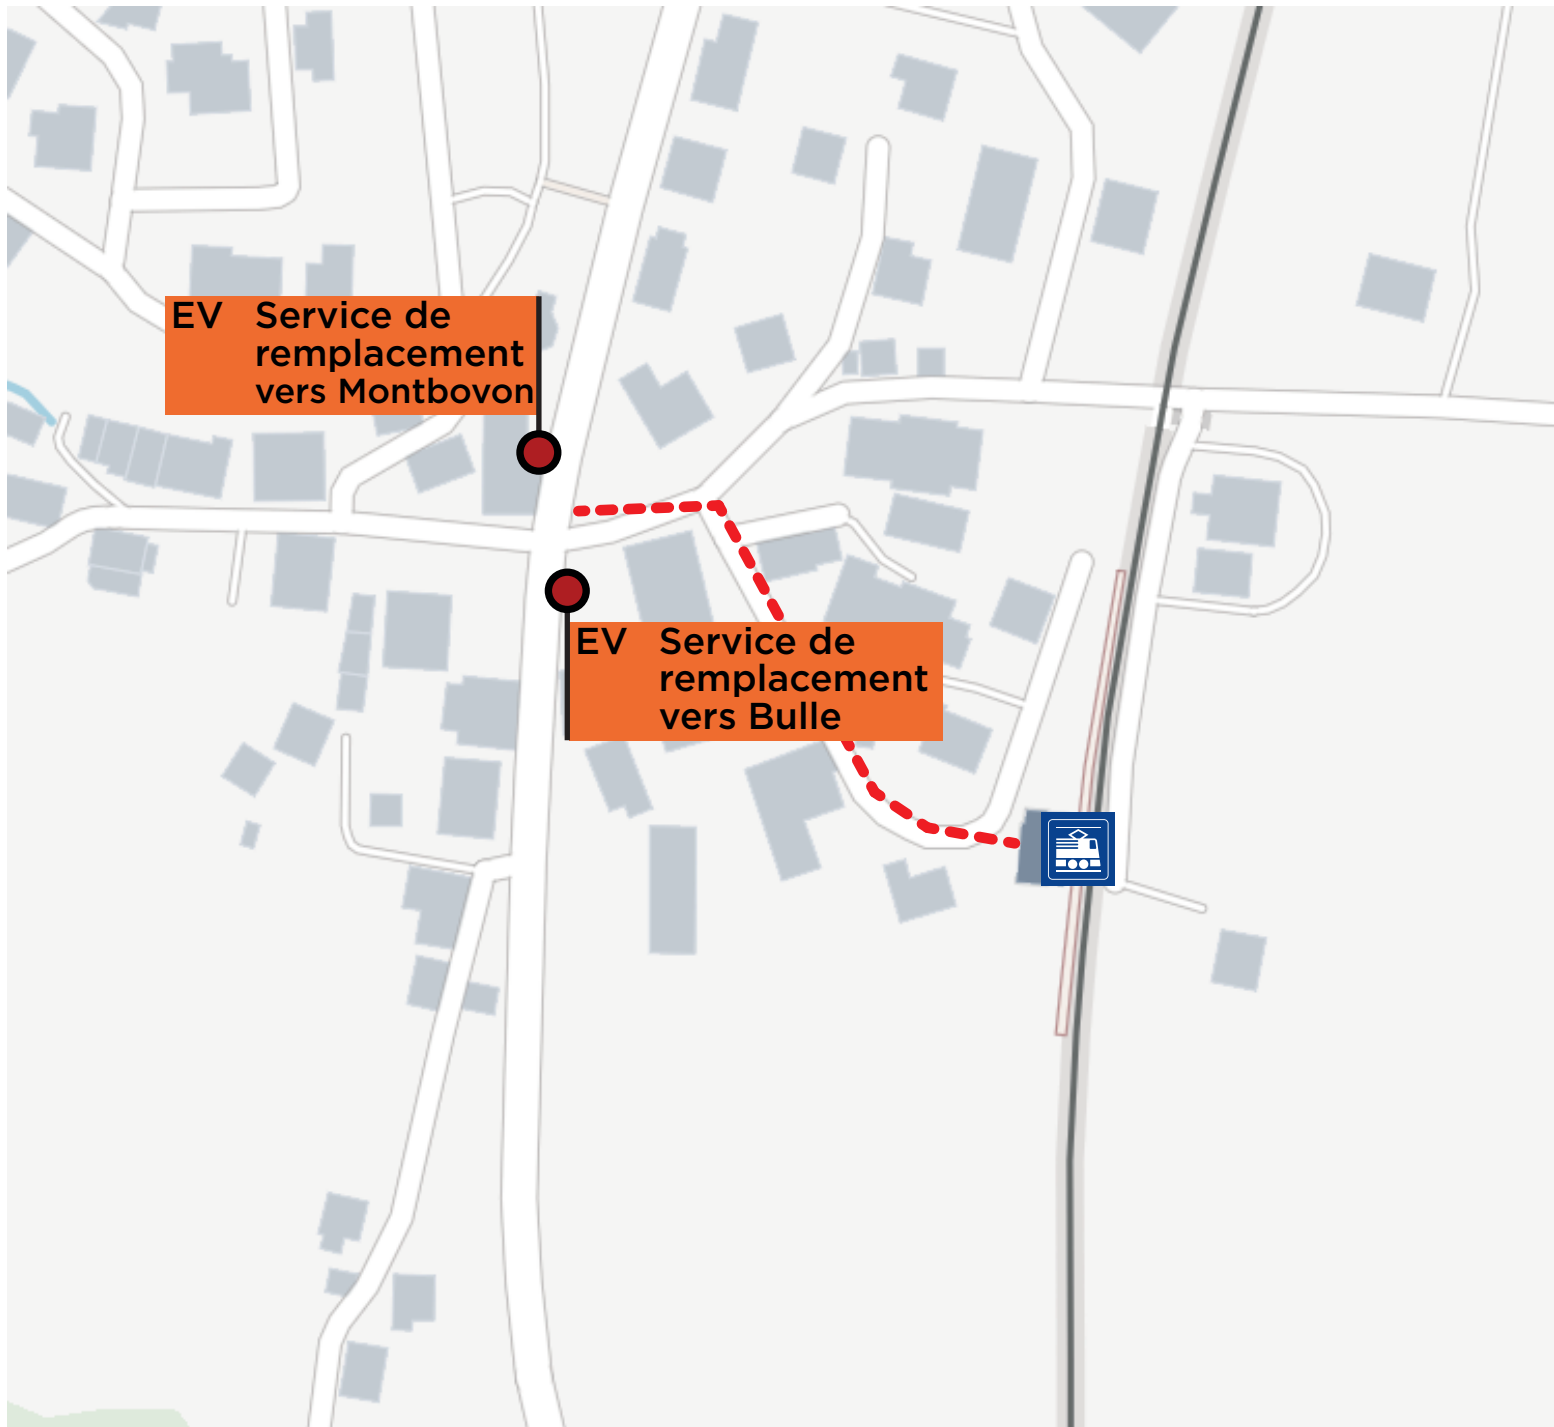 EV Service de
remplacement
vers Montbovon
EV Service de
remplacement
vers Bulle